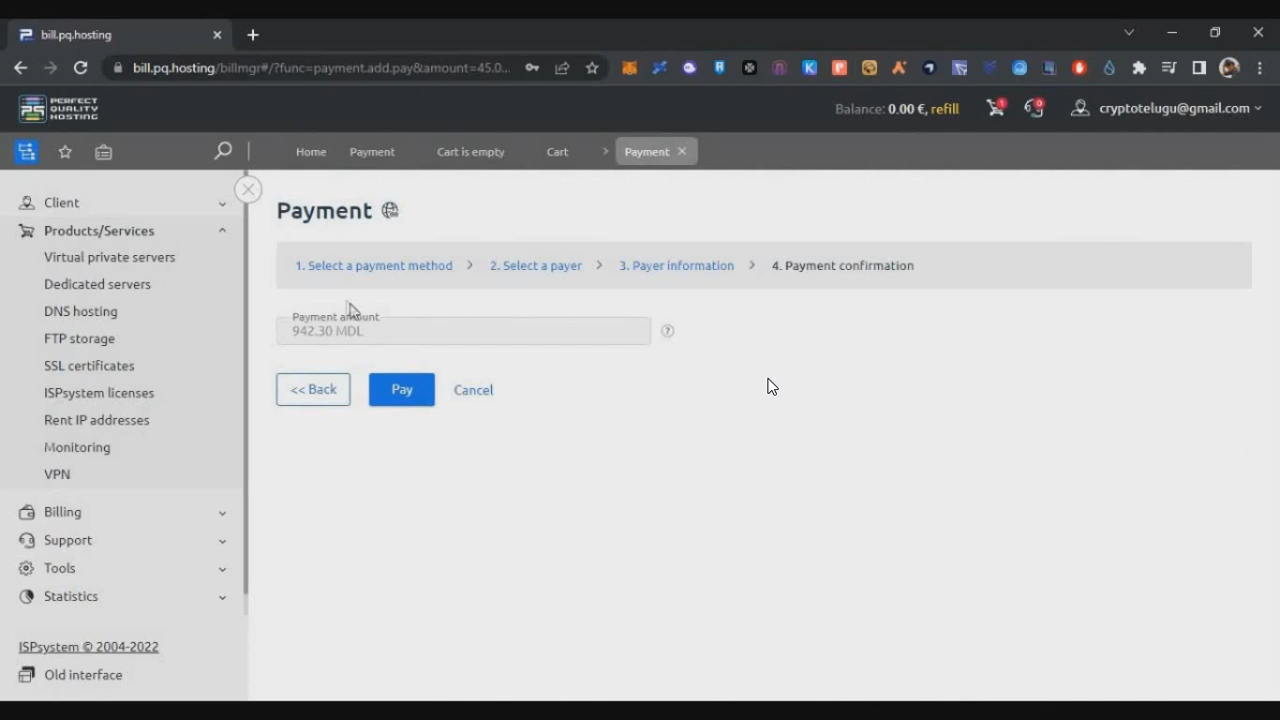 bill.pq.hosting
bill.pq.hosting/billmgr#/?func=payment.add.pay&amount=45.0...
PERFECT
QUALITY
HOSTING
Balance: 0.00 €, refill
1
0
cryptotelugu@gmail.com
Home
Payment
Cart is empty
Cart
Payment
Client
Products/Services
Virtual private servers
Dedicated servers
DNS hosting
FTP storage
SSL certificates
ISPsystem licenses
Rent IP addresses
Monitoring
VPN
Billing
Support
Tools
Statistics
ISPsystem © 2004-2022
Old interface
Payment
1. Select a payment method > 2. Select a payer > 3. Payer information > 4. Payment confirmation
Payment amount
942.30 MDL
<< Back
Pay
Cancel